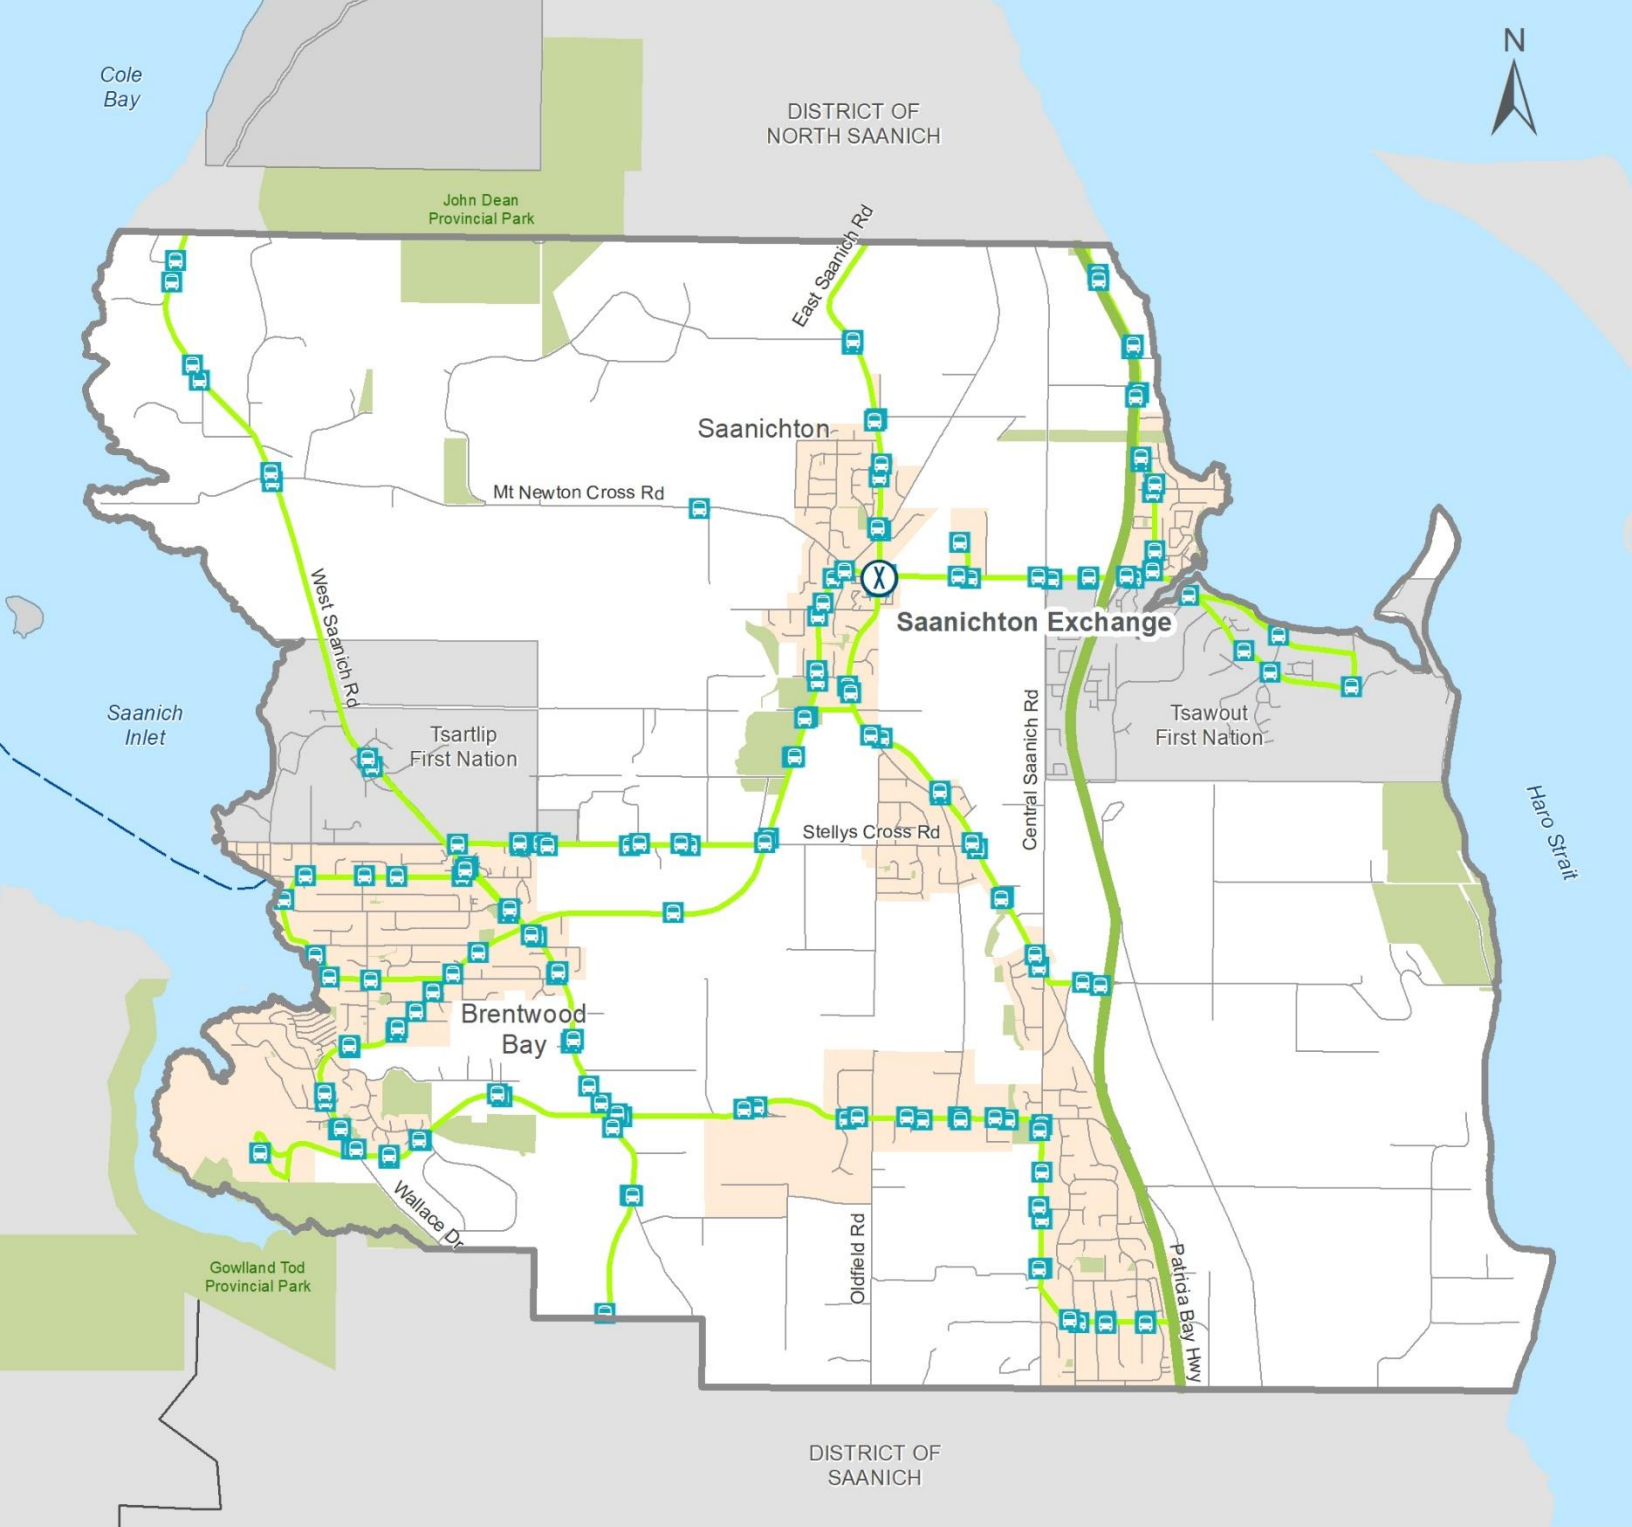 N
Cole
Bay
DISTRICT OF
NORTH SAANICH
John Dean
Provincial Park
East Saanich Rd
Saanichton
Mt Newton Cross Rd
X
West Saanich Rd
Saanichton Exchange
Saanich
Inlet
Tsartlip
First Nation
Central Saanich Rd
Tsawout
First Nation
Stellys Cross Rd
Haro Strait
Brentwood
Bay
Wallace Dr
Oldfield Rd
Patricia Bay Hwy
Gowlland Tod
Provincial Park
DISTRICT OF
SAANICH